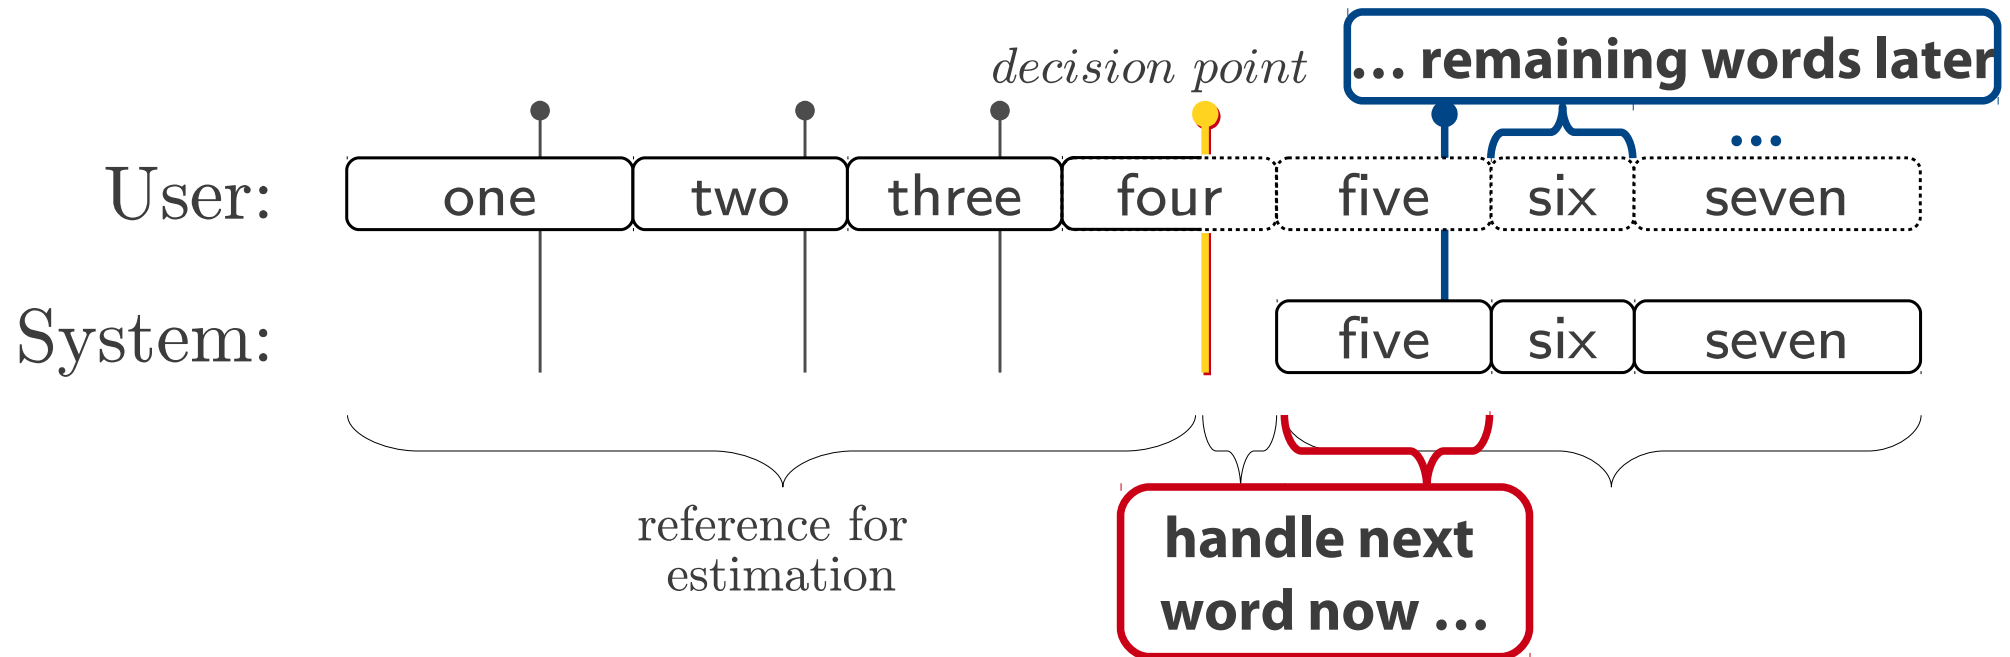 decision point
... remaining words later
...
User:
one two three four five six seven
System:
five six seven
reference for
estimation
handle next
word now ...